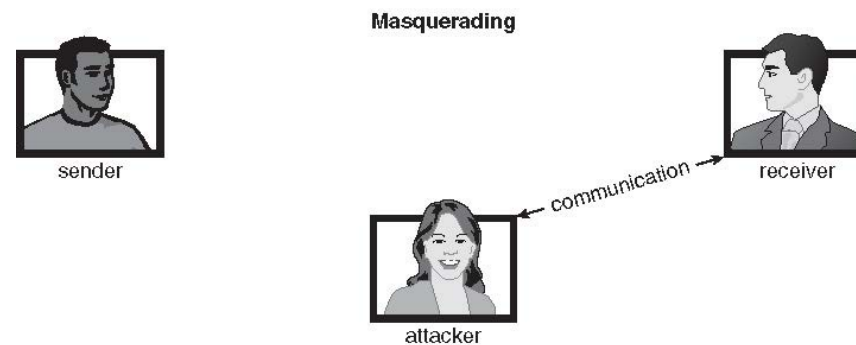 Masquerading
sender
receiver
communication
attacker